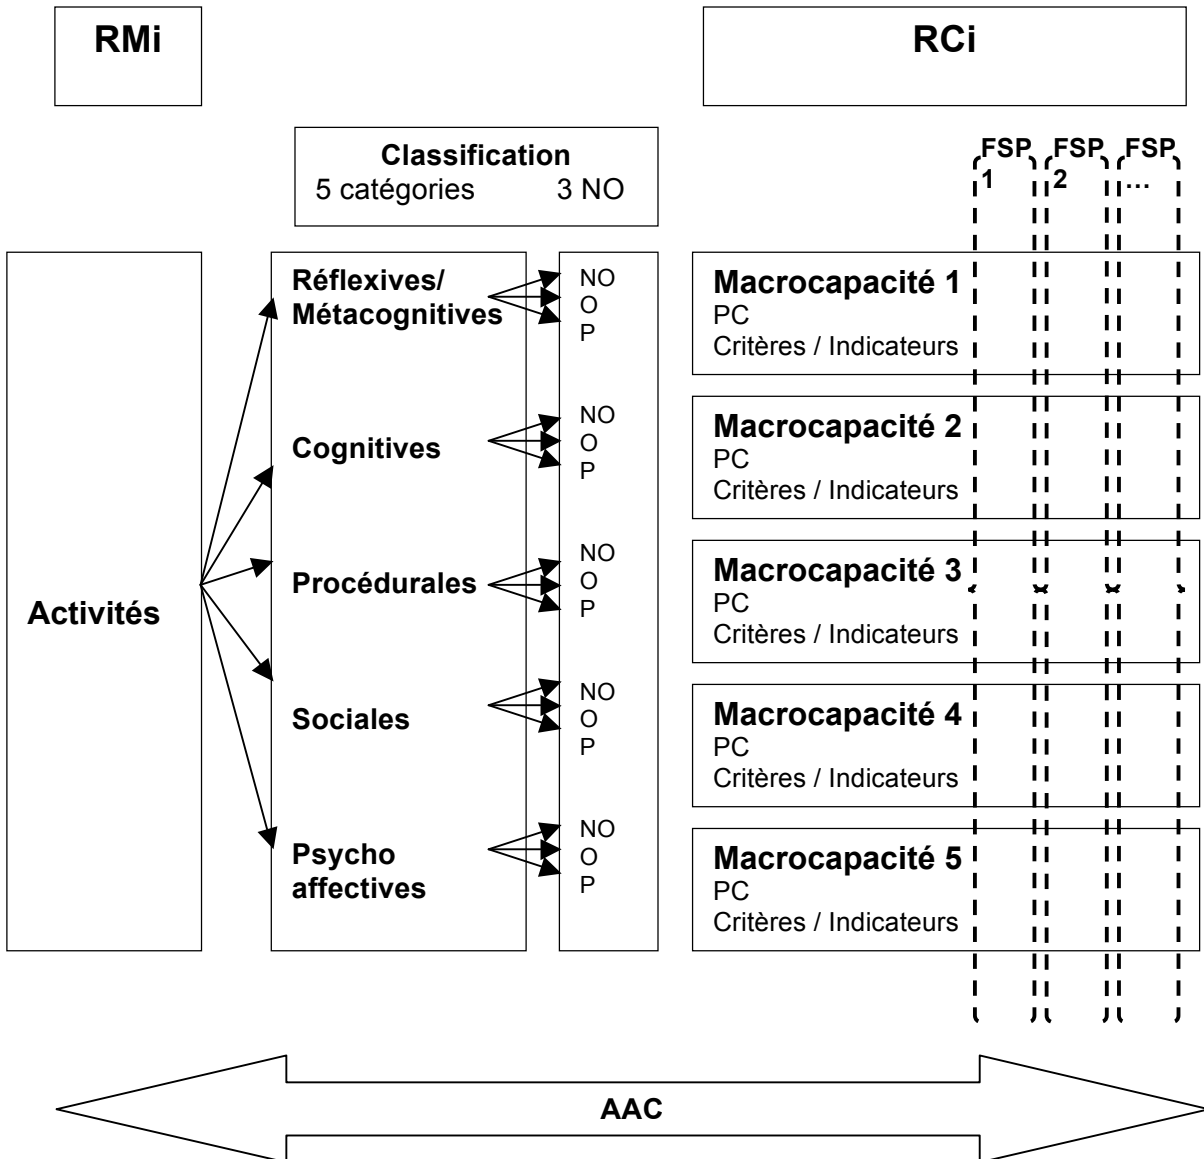 RMi
RCi
Classification
5 catégories 3 NO
FSP FSP FSP
1 2 …
Activités
Réflexives/
Métacognitives
NO
O
P
Cognitives
NO
O
P
Procédurales
NO
O
P
Sociales
NO
O
P
Psycho
affectives
NO
O
P
Macrocapacité 1
PC
Critères / Indicateurs
Macrocapacité 2
PC
Critères / Indicateurs
Macrocapacité 3
PC
Critères / Indicateurs
Macrocapacité 4
PC
Critères / Indicateurs
Macrocapacité 5
PC
Critères / Indicateurs
AAC